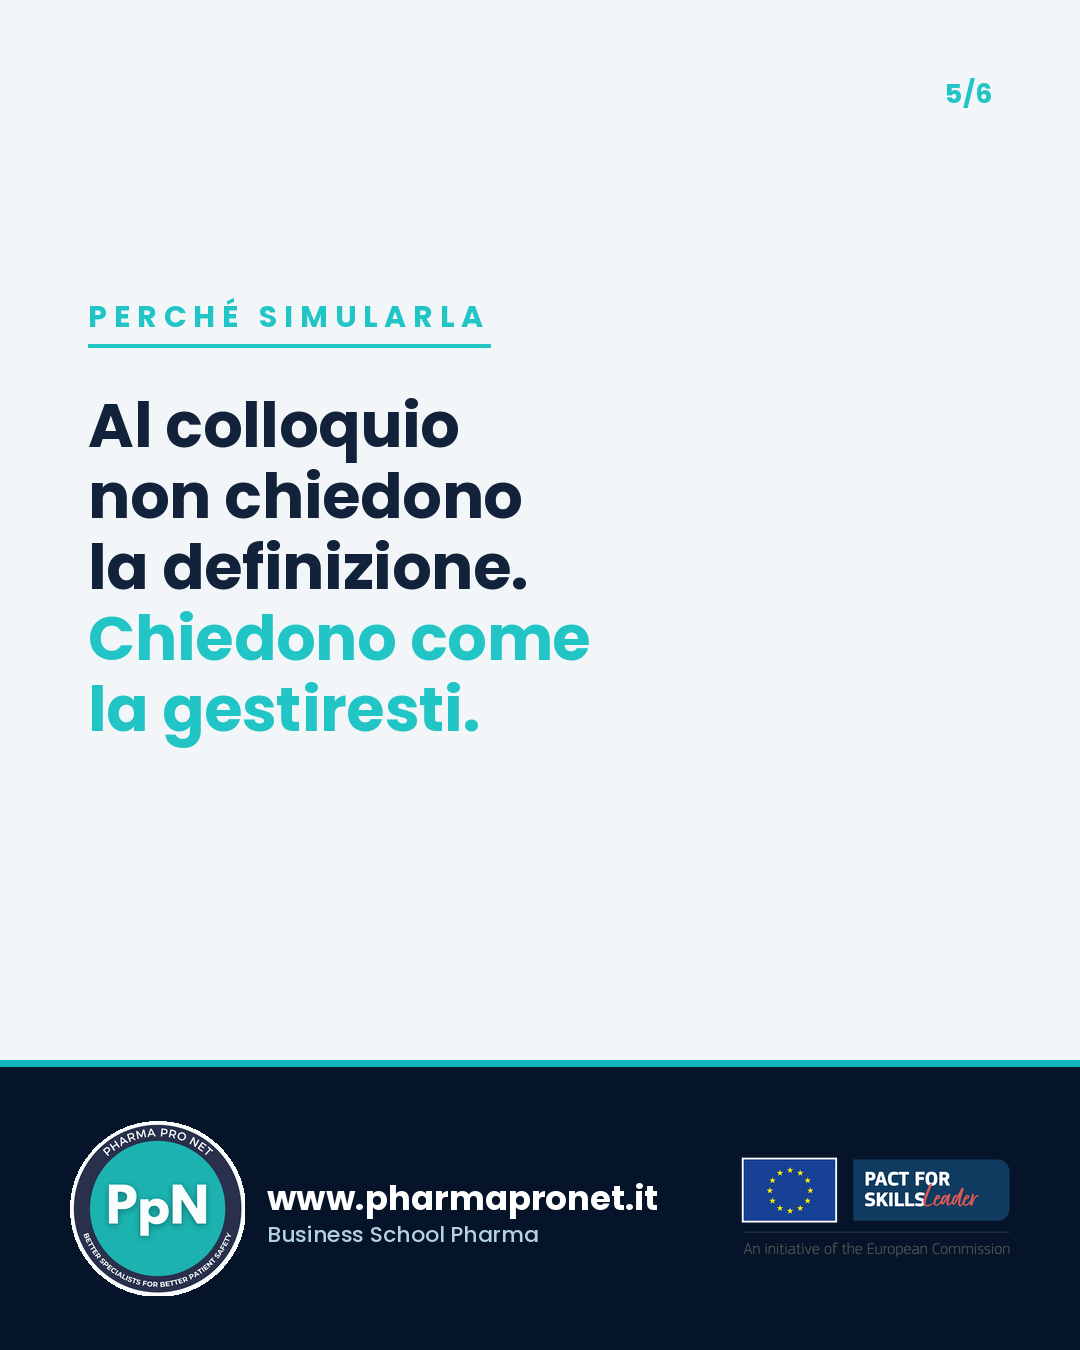 5/6
PERCHÉ SIMULARLA
Al colloquio
non chiedono
la definizione.
Chiedono come
la gestiresti.
PHARMA PRO NET
PpN
BETTER SPECIALISTS FOR BETTER PATIENT SAFETY
www.pharmapronet.it
Business School Pharma
PACT FOR
SKILLS Leader
An initiative of the European Commission